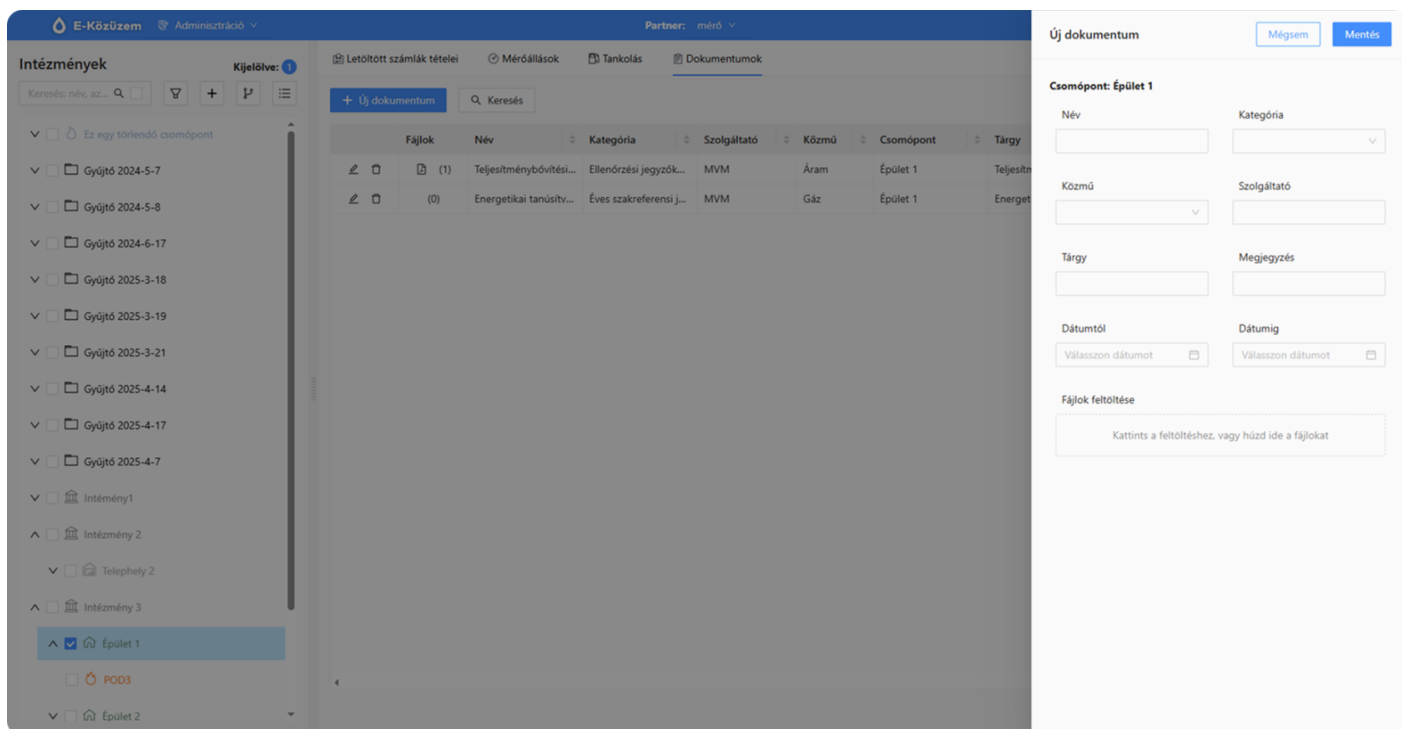 E-Közüzem Adminisztráció Partner: mérő
Intézmények Kijelölve: 1
Keresés: név, az...
Ez egy törlendő csomópont
Gyűjtő 2024-5-7
Gyűjtő 2024-5-8
Gyűjtő 2024-6-17
Gyűjtő 2025-3-18
Gyűjtő 2025-3-19
Gyűjtő 2025-3-21
Gyűjtő 2025-4-14
Gyűjtő 2025-4-17
Gyűjtő 2025-4-7
Intémény1
Intézmény 2
Telephely 2
Intézmény 3
Épület 1
POD3
Épület 2
Letöltött számlák tételei Mérőállások Tankolás Dokumentumok
+ Új dokumentum Keresés
Fájlok Név Kategória Szolgáltató Közmű Csomópont Tárgy
(1) Teljesítménybővítési... Ellenőrzési jegyzők... MVM Áram Épület 1 Teljesítm
(0) Energetikai tanúsítv... Éves szakreferensi j... MVM Gáz Épület 1 Energet
Új dokumentum Mégsem Mentés
Csomópont: Épület 1
Név Kategória
Közmű Szolgáltató
Tárgy Megjegyzés
Dátumtól Dátumig
Válasszon dátumot Válasszon dátumot
Fájlok feltöltése
Kattints a feltöltéshez, vagy húzd ide a fájlokat